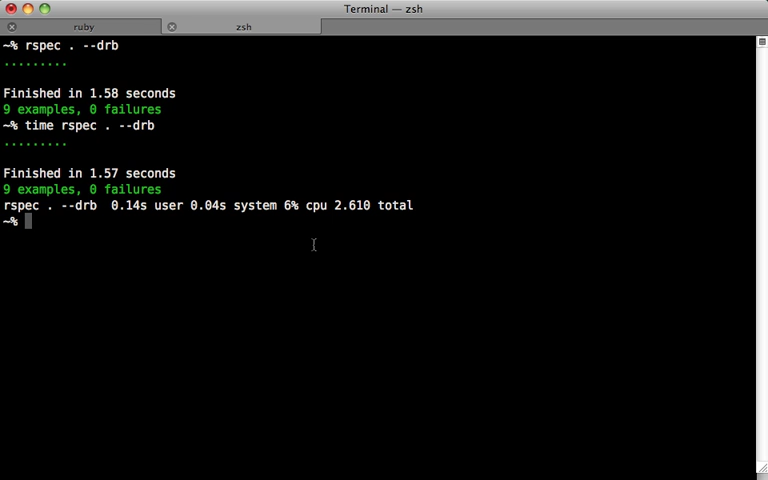 Terminal — zsh
ruby
zsh
~% rspec . --drb
.........
Finished in 1.58 seconds
9 examples, 0 failures
~% time rspec . --drb
.........
Finished in 1.57 seconds
9 examples, 0 failures
rspec . --drb  0.14s user 0.04s system 6% cpu 2.610 total
~%